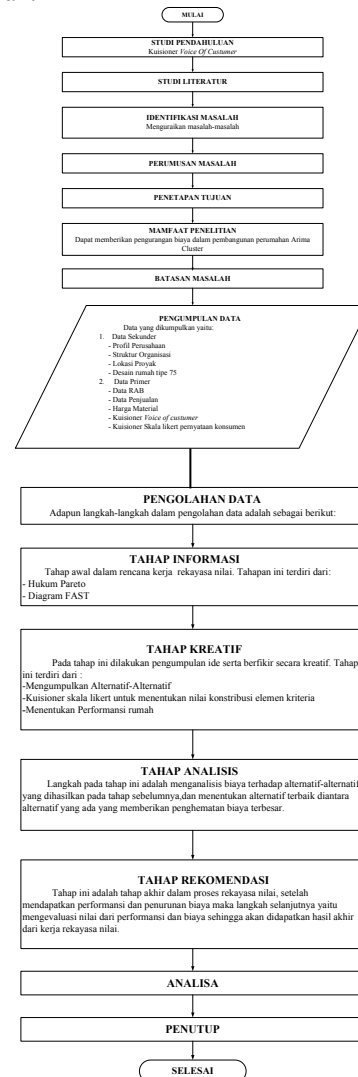 MULAI
STUDI PENDAHULUAN
Kuisioner Voice Of Custumer
STUDI LITERATUR
IDENTIFIKASI MASALAH
Menguraikan masalah-masalah
PERUMUSAN MASALAH
PENETAPAN TUJUAN
MAMFAAT PENELITIAN
Dapat memberikan pengurangan biaya dalam pembangunan perumahan Arima
Cluster
BATASAN MASALAH
PENGUMPULAN DATA
Data yang dikumpulkan yaitu:
1. Data Sekunder
- Profil Perusahaan
- Struktur Organisasi
- Lokasi Proyak
- Desain rumah tipe 75
2. Data Primer
- Data RAB
- Data Penjualan
- Harga Material
- Kuisioner Voice of custumer
- Kuisioner Skala likert pernyataan konsumen
PENGOLAHAN DATA
Adapun langkah-langkah dalam pengolahan data adalah sebagai berikut:
TAHAP INFORMASI
Tahap awal dalam rencana kerja rekayasa nilai. Tahapan ini terdiri dari:
- Hukum Pareto
- Diagram FAST
TAHAP KREATIF
Pada tahap ini dilakukan pengumpulan ide serta berfikir secara kreatif. Tahap
ini terdiri dari :
-Mengumpulkan Alternatif-Alternatif
-Kuisioner skala likert untuk menentukan nilai konstribusi elemen kriteria
-Menentukan Performansi rumah
TAHAP ANALISIS
Langkah pada tahap ini adalah menganalisis biaya terhadap alternatif-alternatif
yang dihasilkan pada tahap sebelumnya,dan menentukan alternatif terbaik diantara
alternatif yang ada yang memberikan penghematan biaya terbesar.
TAHAP REKOMENDASI
Tahap ini adalah tahap akhir dalam proses rekayasa nilai, setelah
mendapatkan performansi dan penurunan biaya maka langkah selanjutnya yaitu
mengevaluasi nilai dari performansi dan biaya sehingga akan didapatkan hasil akhir
dari kerja rekayasa nilai.
ANALISA
PENUTUP
SELESAI